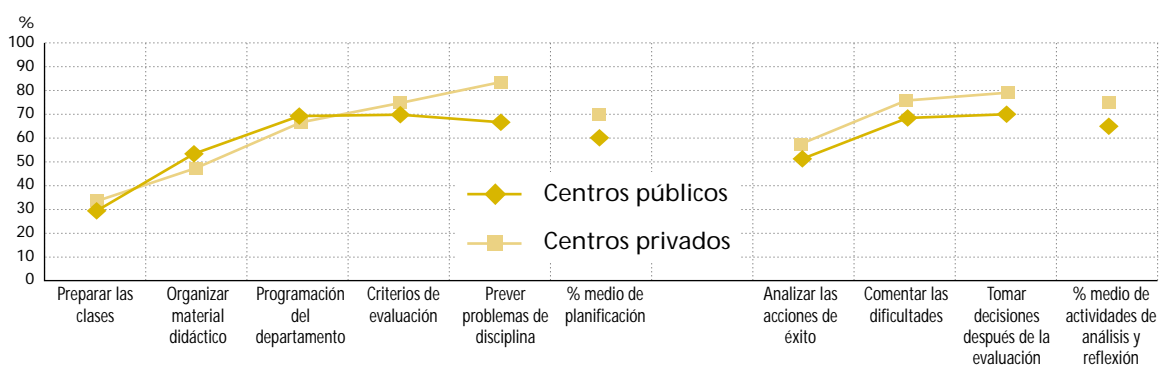 %
100
90
80
70
60
50
40
30
20
10
0
Centros públicos
Centros privados
Preparar las
clases
Organizar
material
didáctico
Programación
del
departamento
Criterios de
evaluación
Prever
problemas de
disciplina
% medio de
planificación
Analizar las
acciones de
éxito
Comentar las
dificultades
Tomar
decisiones
después de la
evaluación
% medio de
actividades de
análisis y
reflexión